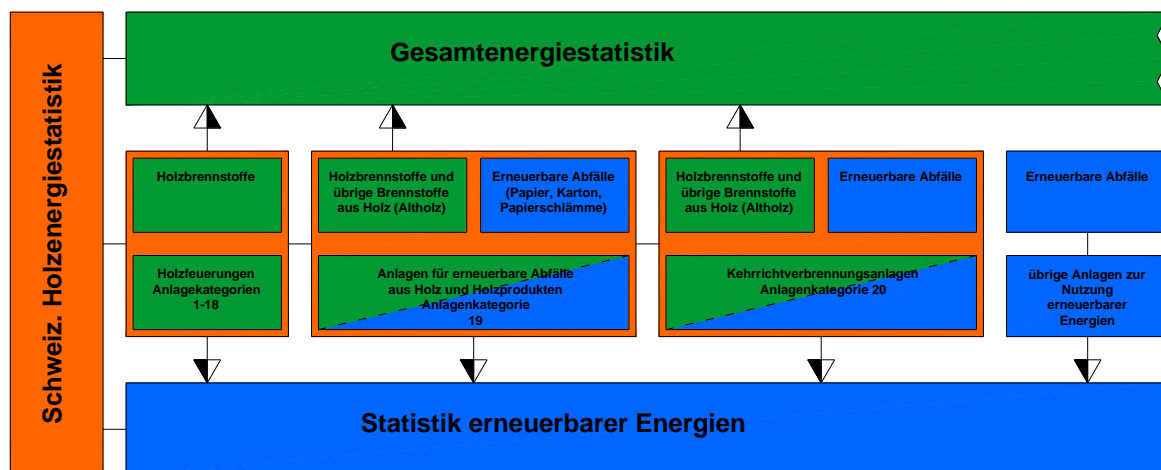 Schweiz. Holzenergiestatistik
Gesamtenergiestatistik
Holzbrennstoffe
Holzbrennstoffe und
übrige Brennstoffe
aus Holz (Altholz)
Erneuerbare Abfälle
(Papier, Karton,
Papierschlämme)
Holzbrennstoffe und
übrige Brennstoffe
aus Holz (Altholz)
Erneuerbare Abfälle
Erneuerbare Abfälle
Holzfeuerungen
Anlagekategorien
1-18
Anlagen für erneuerbare Abfälle
aus Holz und Holzprodukten
Anlagenkategorie
19
Kehrrichtverbrennungsanlagen
Anlagenkategorie 20
übrige Anlagen zur
Nutzung
erneuerbarer
Energien
Statistik erneuerbarer Energien